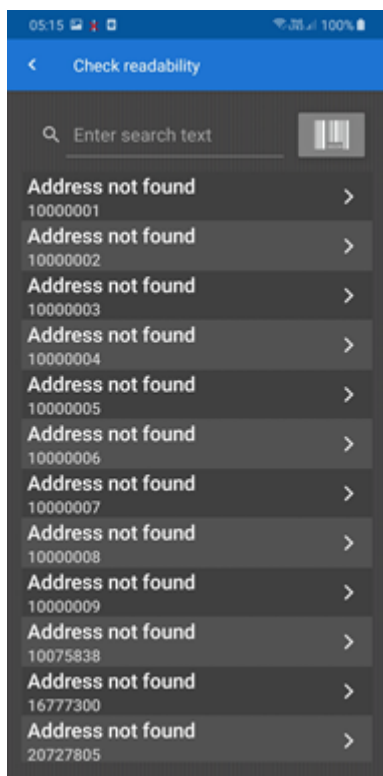 05:15 100%
Check readability
Enter search text
Address not found
10000001
Address not found
10000002
Address not found
10000003
Address not found
10000004
Address not found
10000005
Address not found
10000006
Address not found
10000007
Address not found
10000008
Address not found
10000009
Address not found
10075838
Address not found
16777300
Address not found
20727805